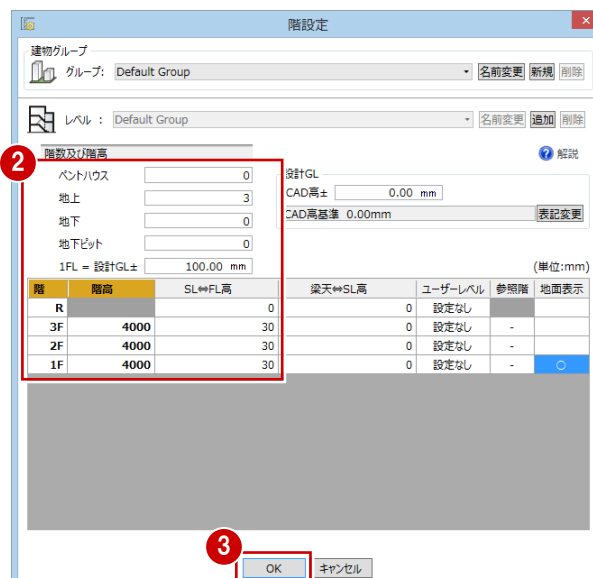 階設定
建物グループ
グループ: Default Group 名前変更 新規 削除
レベル : Default Group 名前変更 追加 削除
2 階数及び階高 ? 解説
ペントハウス 0 設計GL
地上 3 CAD高± 0.00 mm
地下 0 CAD高基準 0.00mm 表記変更
地下ピット 0
1FL = 設計GL± 100.00 mm (単位:mm)
階 階高 SL⇔FL高 梁天⇔SL高 ユーザーレベル 参照階 地面表示
R 0 0 設定なし
3F 4000 30 0 設定なし -
2F 4000 30 0 設定なし -
1F 4000 30 0 設定なし - ○
3
OK キャンセル